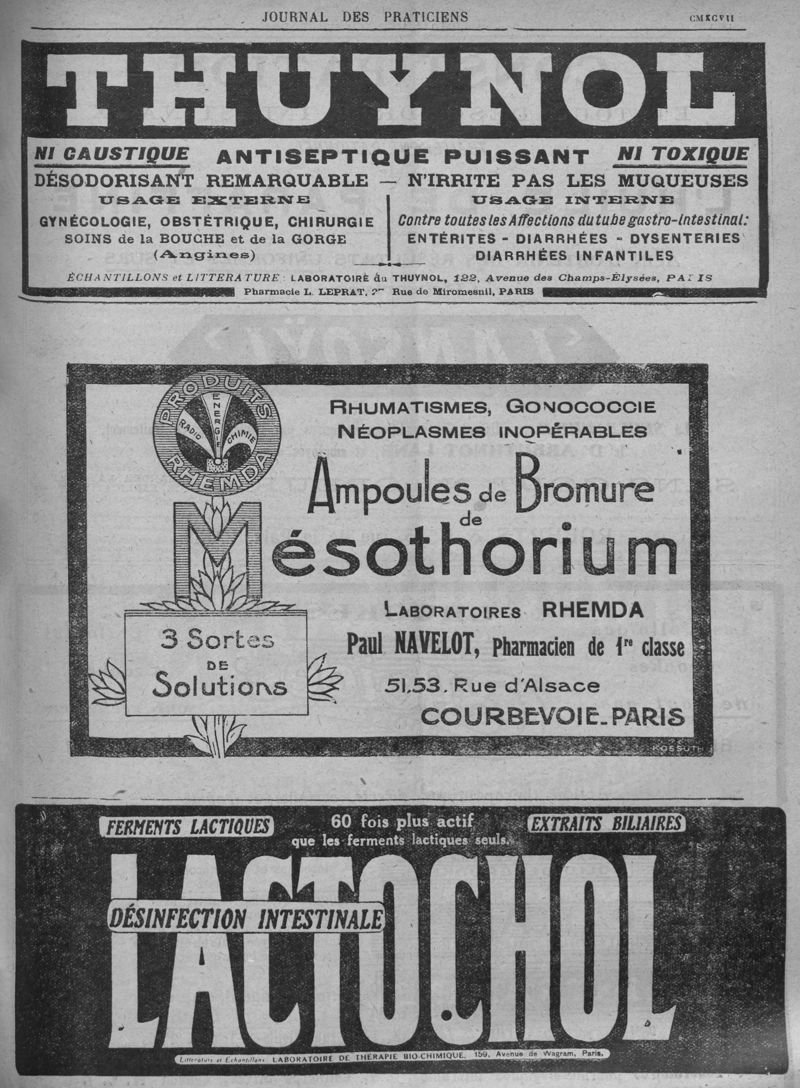 JOURNAL DES PRATICIENS
CMXCVII
THUYNOL
NI CAUSTIQUE ANTISEPTIQUE PUISSANT NI TOXIQUE
DÉSODORISANT REMARQUABLE — N'IRRITE PAS LES MUQUEUSES
USAGE EXTERNE
GYNÉCOLOGIE, OBSTÉTRIQUE, CHIRURGIE
SOINS de la BOUCHE et de la GORGE
(Angines)
USAGE INTERNE
Contre toutes les Affections du tube gastro-intestinal:
ENTÉRITES - DIARRHÉES - DYSENTERIES
DIARRHÉES INFANTILES
ÉCHANTILLONS et LITTERATURE: LABORATOIRE du THUYNOL, 122, Avenue des Champs-Élysées, PARIS
Pharmacie L. LEPRAT, Rue de Miromesnil, PARIS
PRODUITS
ENERGIE
RADIO CHIMIE
RHEMDA
RHUMATISMES, GONOCOCCIE
NÉOPLASMES INOPÉRABLES
Ampoules de Bromure
de
Mésothorium
3 Sortes
DE
Solutions
LABORATOIRES RHEMDA
Paul NAVELOT, Pharmacien de 1re classe
51.53. Rue d'Alsace
COURBEVOIE-PARIS
KOSSUTH
FERMENTS LACTIQUES
60 fois plus actif
que les ferments lactiques seuls.
EXTRAITS BILIAIRES
LACTOCHOL
DÉSINFECTION INTESTINALE
Littérature et Échantillons LABORATOIRE DE THÉRAPIE BIO-CHIMIQUE, 159, Avenue de Wagram, Paris.